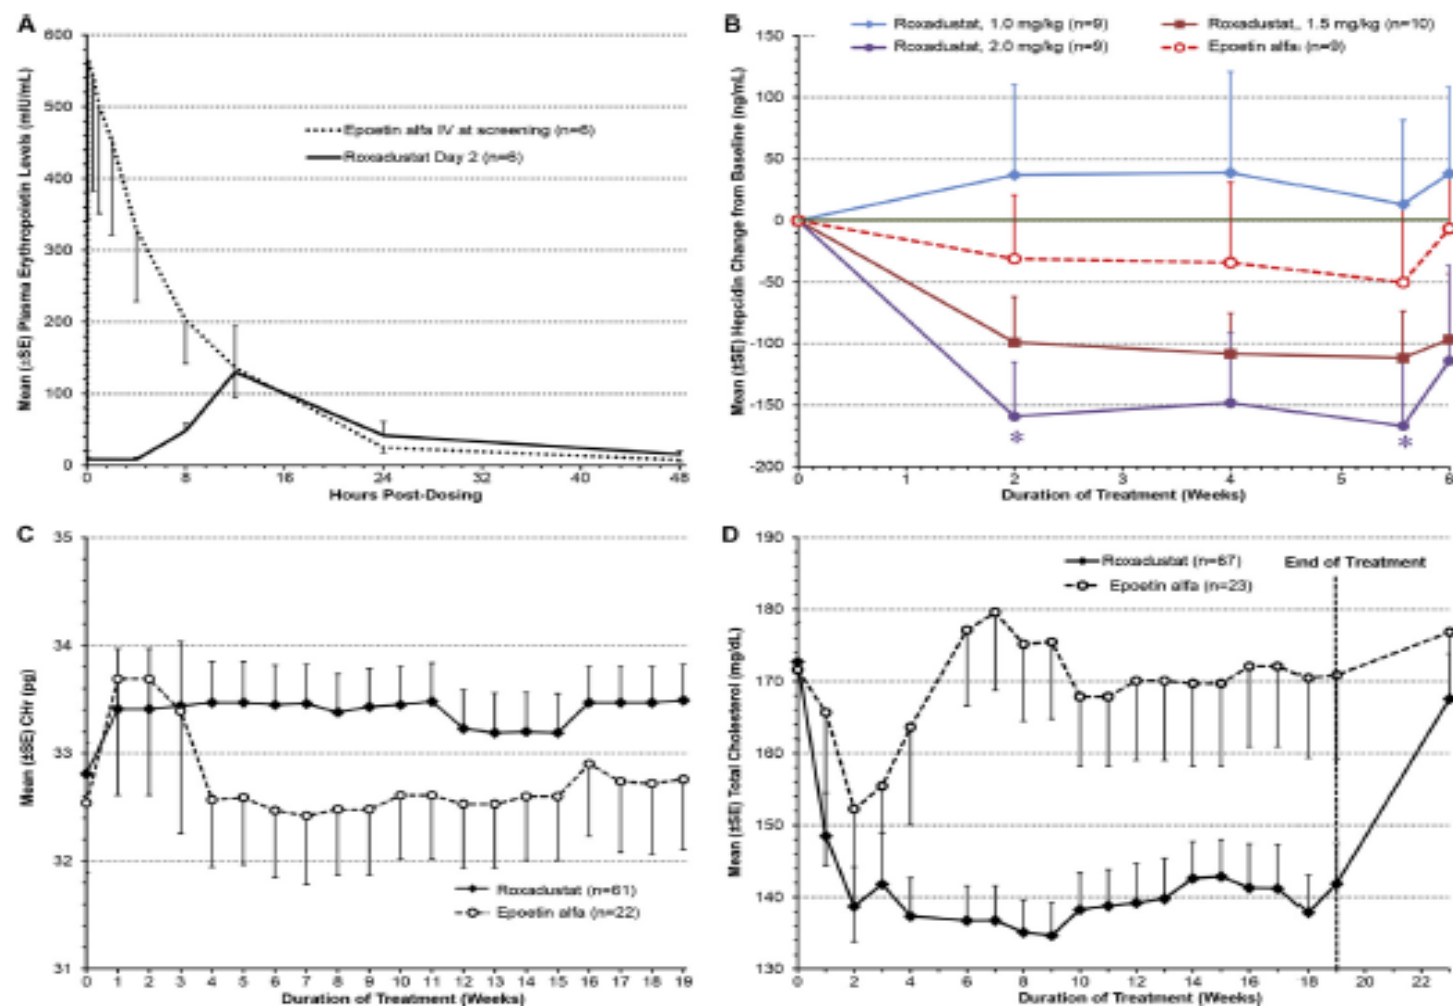 A
Mean (±SE) Plasma Erythropoietin Levels (mIU/mL)
600
500
400
300
200
100
0
Epoetin alfa IV at screening (n=6)
Roxadustat Day 2 (n=6)
0 8 16 24 32 40 48
Hours Post-Dosing
B
Roxadustat, 1.0 mg/kg (n=9)
Roxadustat,, 1.5 mg/kg (n=10)
Roxadustat, 2.0 mg/kg (n=9)
Epoetin alfa (n=9)
Mean (±SE) Hepcidin Change from Baseline (ng/mL)
150
100
50
0
-50
-100
-150
-200
*
*
0 1 2 3 4 5 6
Duration of Treatment (Weeks)
C
Mean (±SE) CHr (pg)
35
34
33
32
31
Roxadustat (n=61)
Epoetin alfa (n=22)
0 1 2 3 4 5 6 7 8 9 10 11 12 13 14 15 16 17 18 19
Duration of Treatment (Weeks)
D
Mean (±SE) Total Cholesterol (mg/dL)
190
180
170
160
150
140
130
Roxadustat (n=67)
Epoetin alfa (n=23)
End of Treatment
0 2 4 6 8 10 12 14 16 18 20 22
Duration of Treatment (Weeks)